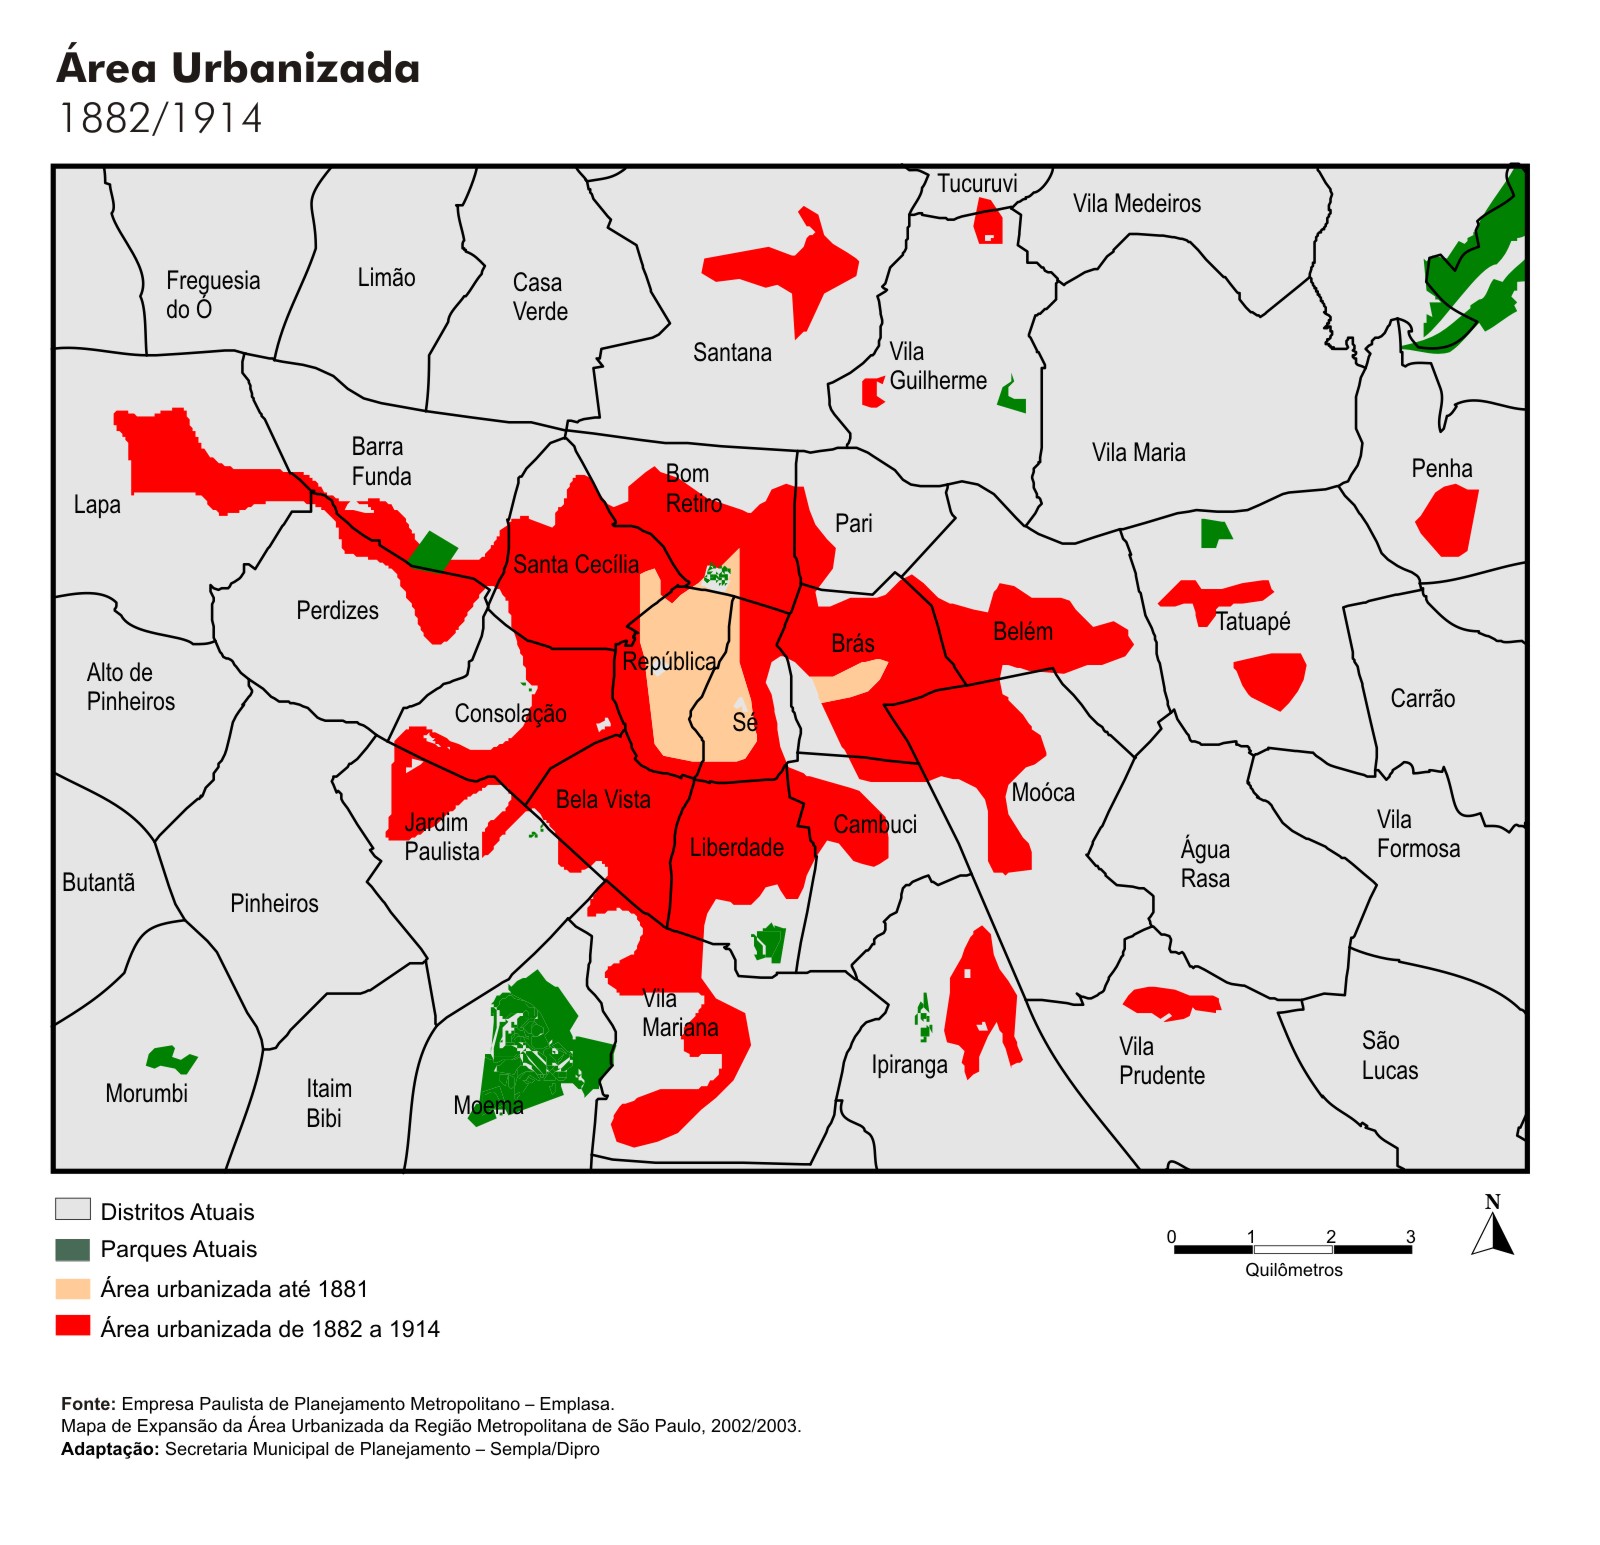 Área Urbanizada
1882/1914
Tucuruvi
Vila Medeiros
Freguesia
do Ó
Limão
Casa
Verde
Santana
Vila
Guilherme
Vila Maria
Penha
Barra
Funda
Bom
Retiro
Lapa
Pari
Santa Cecília
Perdizes
Brás
Belém
Tatuapé
República
Alto de
Pinheiros
Consolação
Sé
Carrão
Bela Vista
Moóca
Jardim
Paulista
Liberdade
Cambuci
Água
Rasa
Vila
Formosa
Butantã
Pinheiros
Vila
Mariana
Ipiranga
Vila
Prudente
São
Lucas
Morumbi
Itaim
Bibi
Moema
Distritos Atuais
Parques Atuais
Área urbanizada até 1881
Área urbanizada de 1882 a 1914
0 1 2 3
Quilômetros
N
Fonte: Empresa Paulista de Planejamento Metropolitano – Emplasa.
Mapa de Expansão da Área Urbanizada da Região Metropolitana de São Paulo, 2002/2003.
Adaptação: Secretaria Municipal de Planejamento – Sempla/Dipro